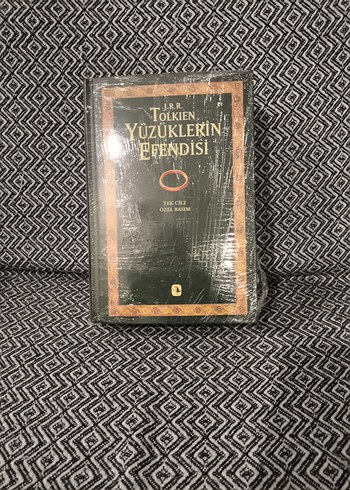 J.R.R.
TOLKIEN
YÜZÜKLERİN
EFENDİSİ
TEK CİLT
ÖZEL BASIM